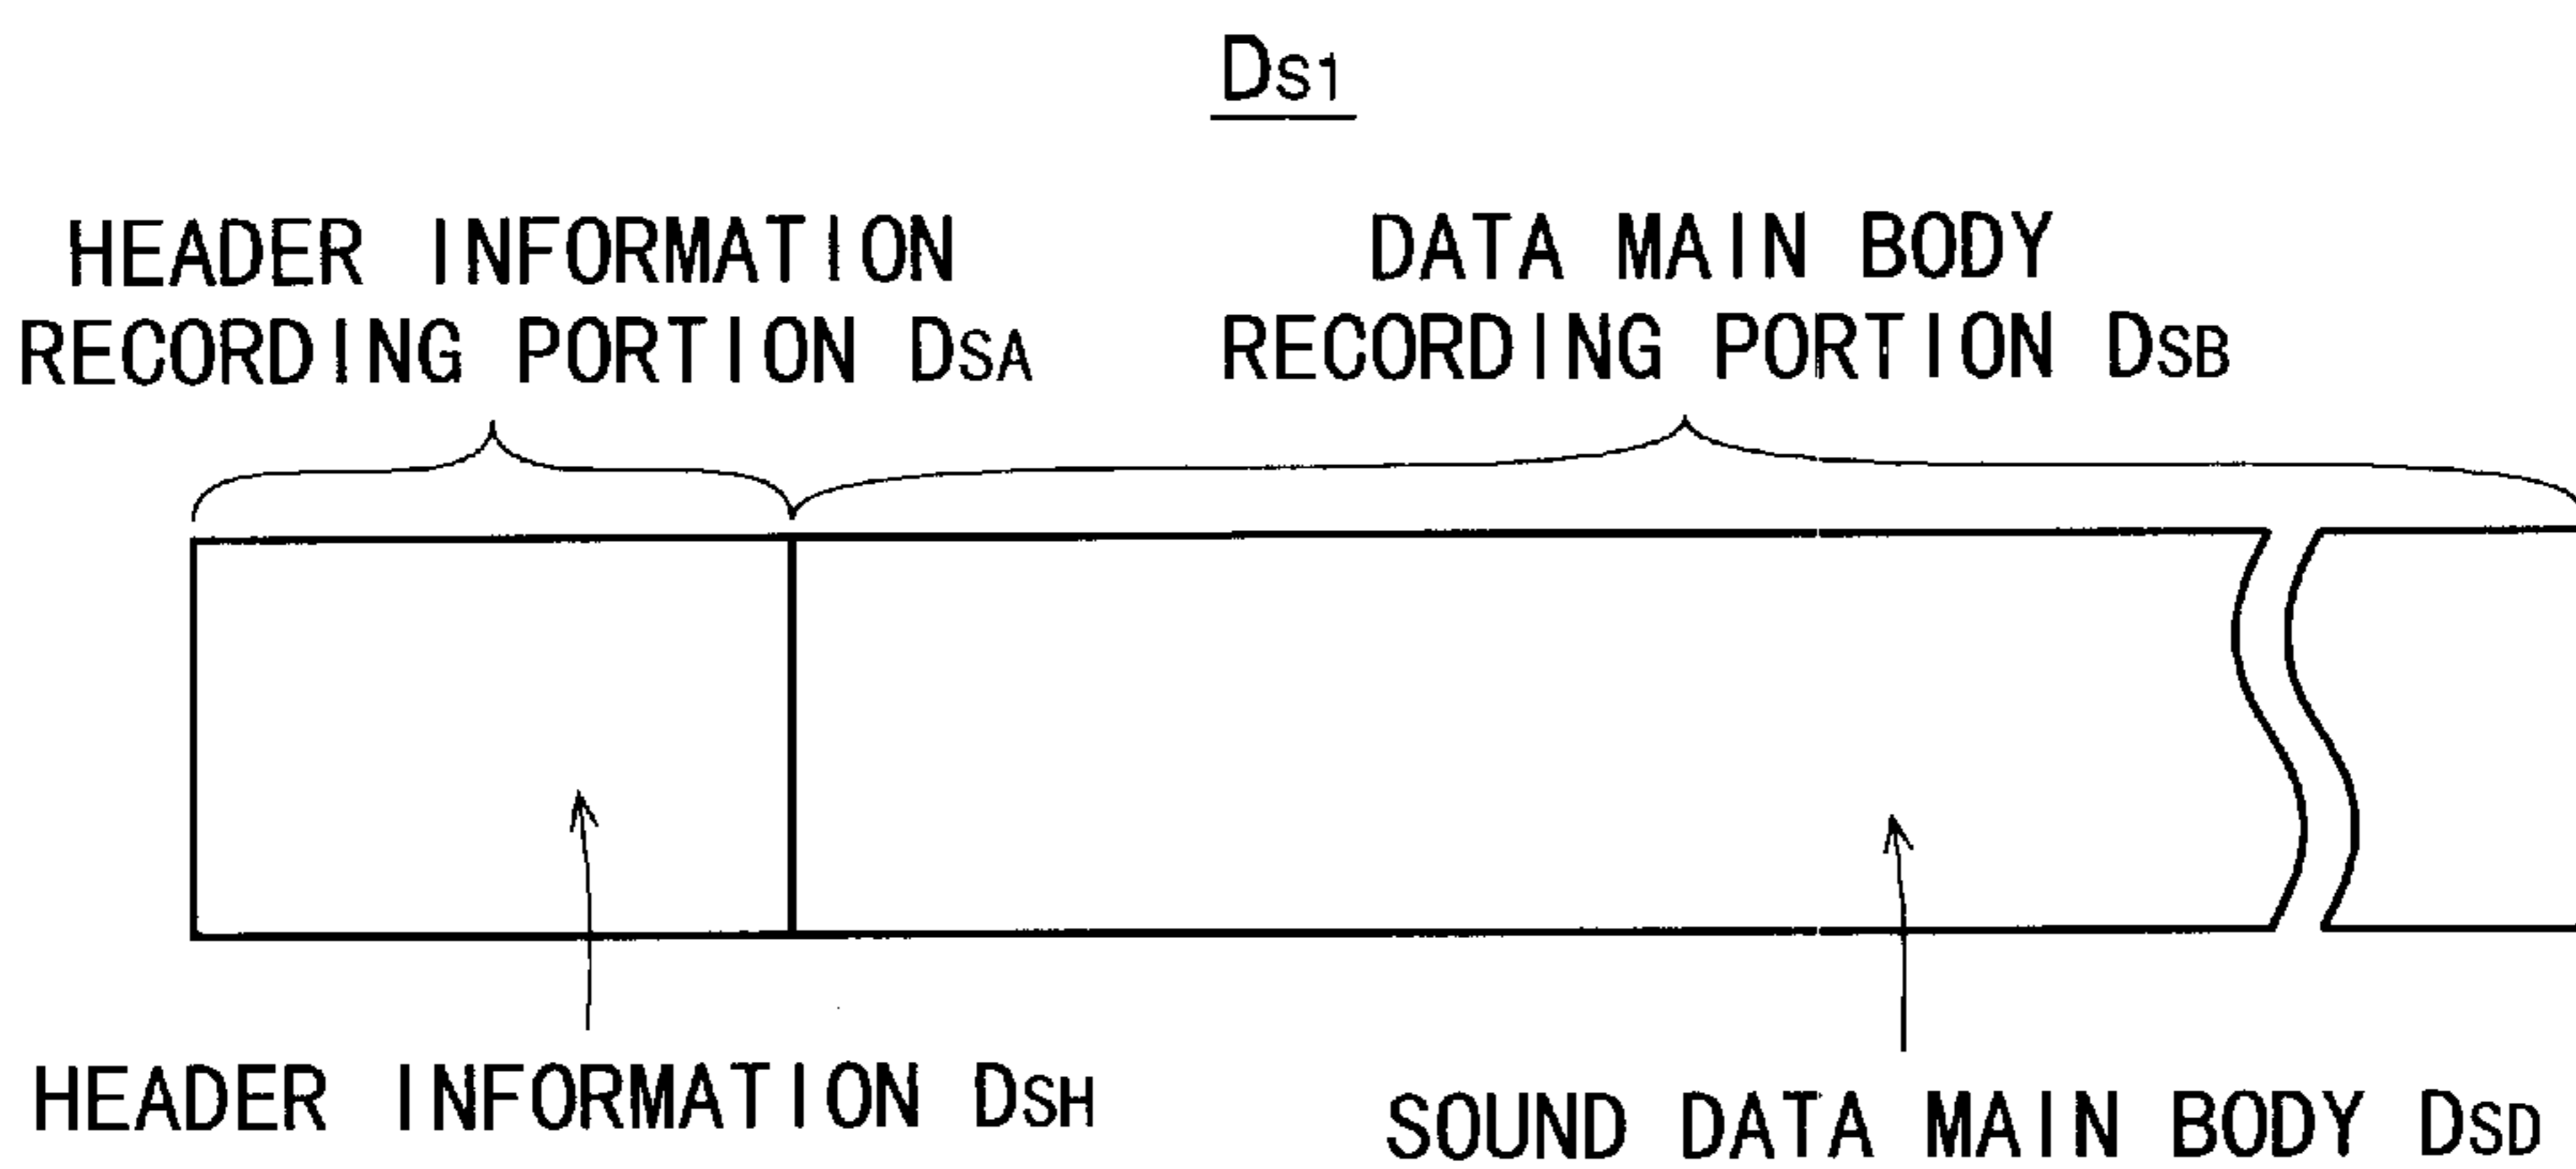 DS1
HEADER INFORMATION
RECORDING PORTION DSA
DATA MAIN BODY
RECORDING PORTION DSB
HEADER INFORMATION DSH
SOUND DATA MAIN BODY DSD